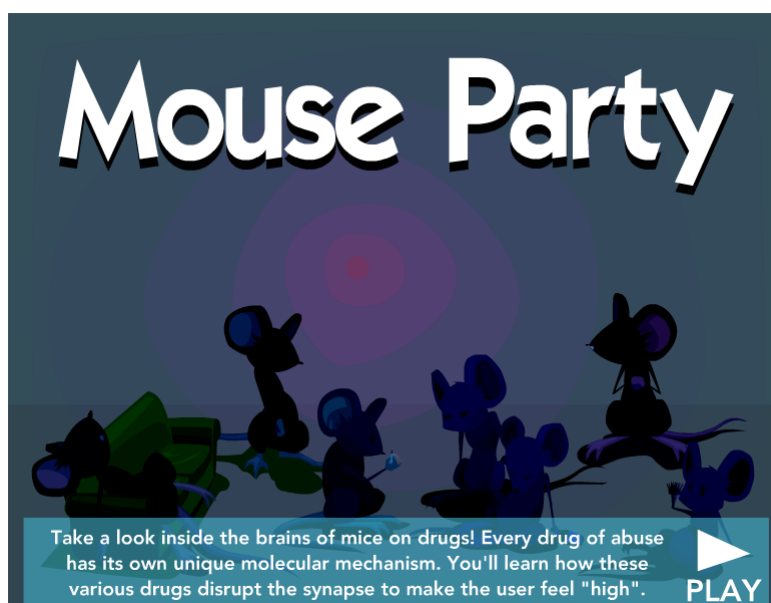 Mouse Party
Take a look inside the brains of mice on drugs! Every drug of abuse
has its own unique molecular mechanism. You'll learn how these
various drugs disrupt the synapse to make the user feel "high".
PLAY